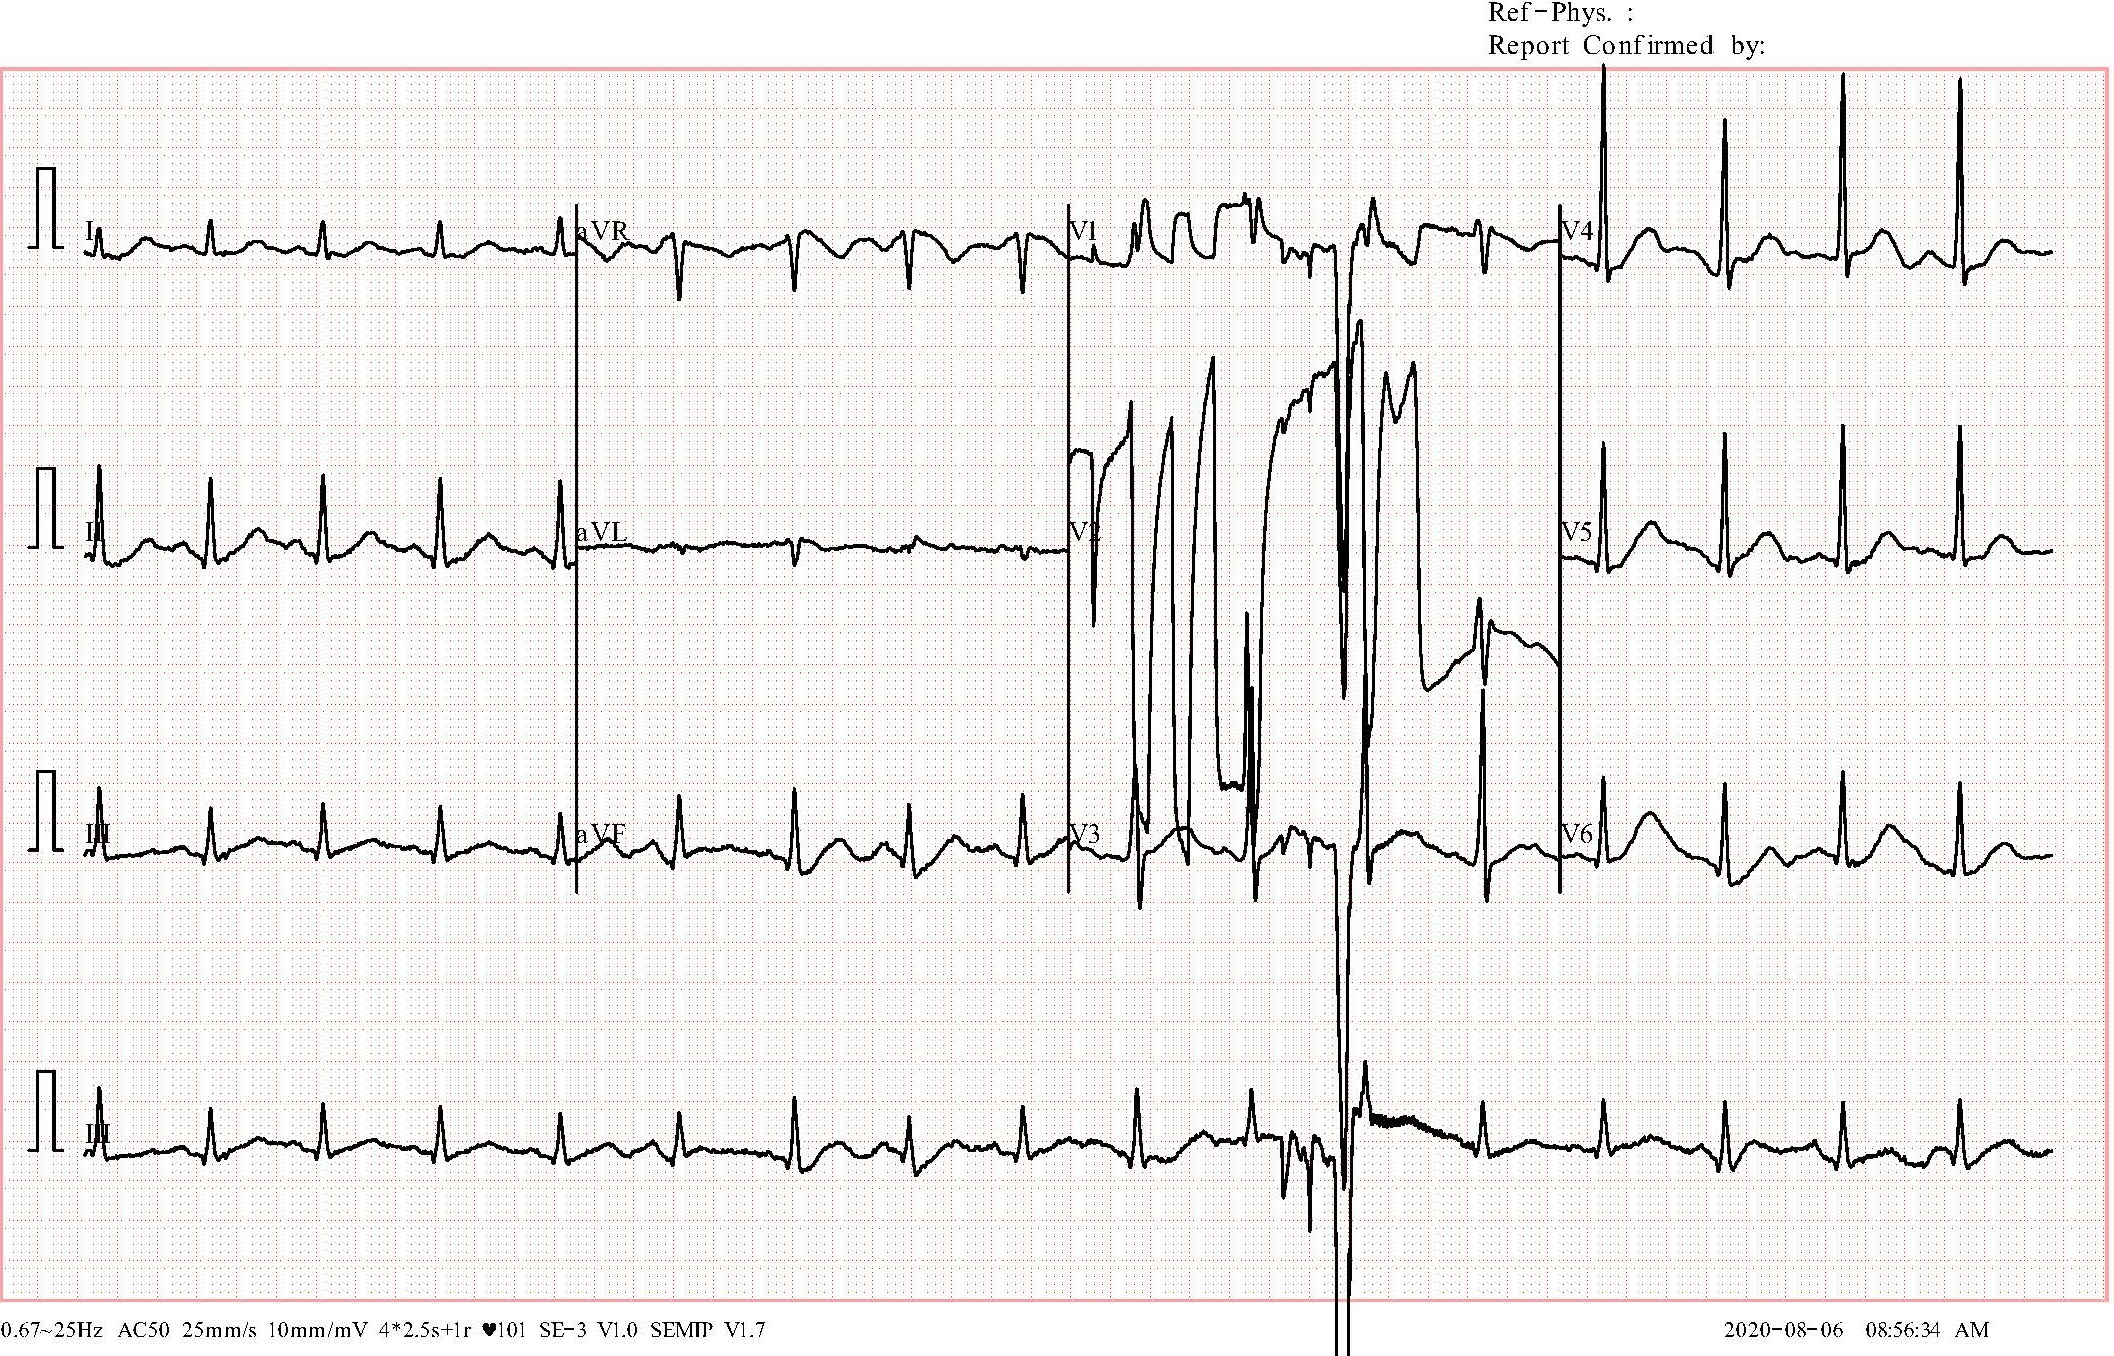 Ref-Phys. :
Report Confirmed by:
I
aVR
V1
V4
II
aVL
V2
V5
III
aVF
V3
V6
III
0.67~25Hz AC50 25mm/s 10mm/mV 4*2.5s+1r ♥101 SE-3 V1.0 SEMIP V1.7
2020-08-06 08:56:34 AM